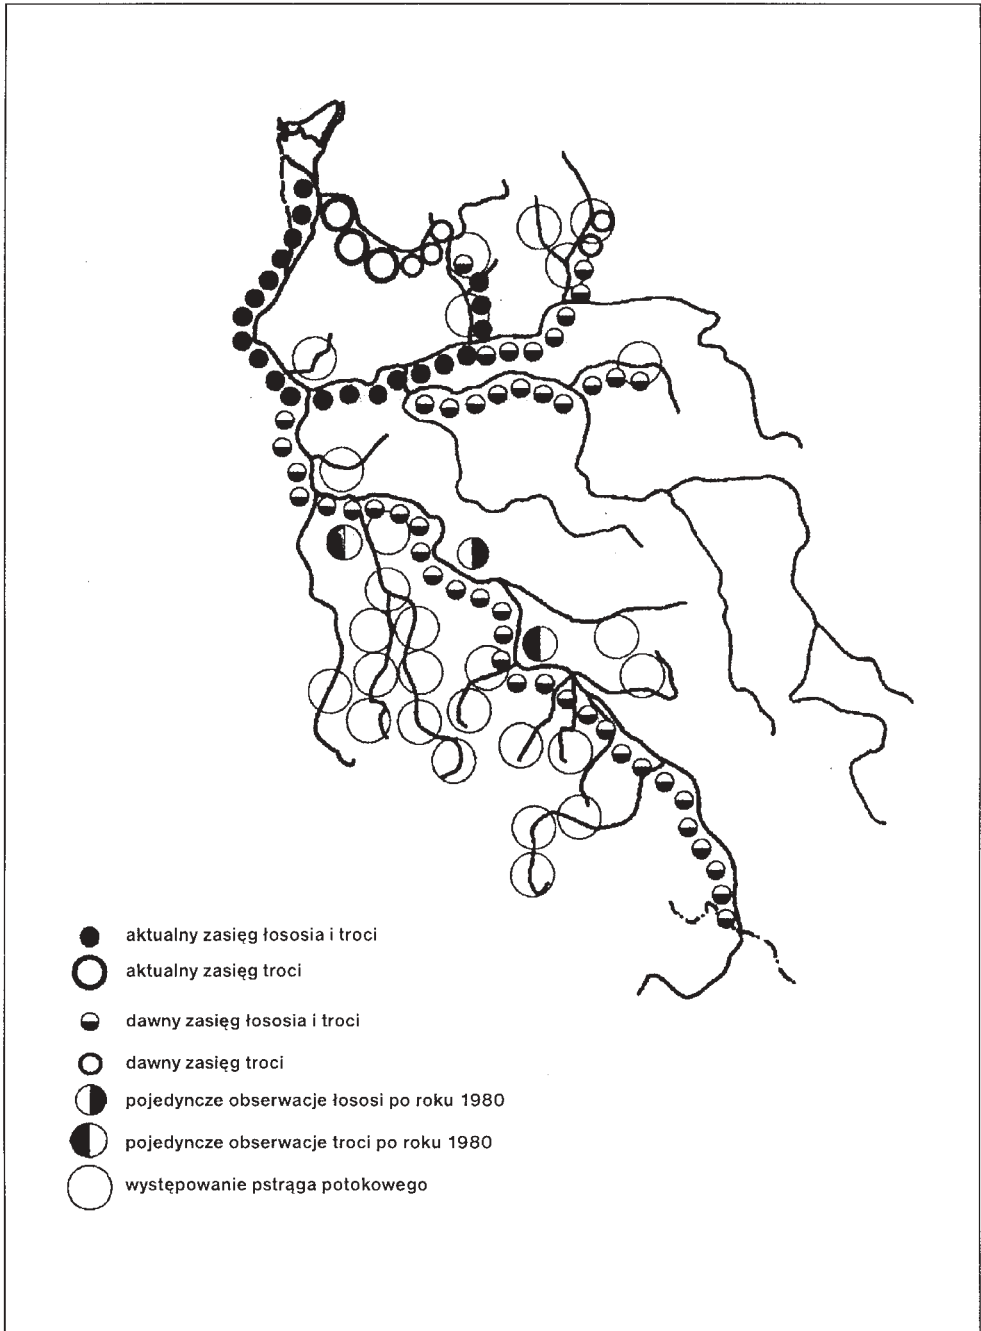 aktualny zasięg łososia i troci
aktualny zasięg troci
dawny zasięg łososia i troci
dawny zasięg troci
pojedyncze obserwacje łososi po roku 1980
pojedyncze obserwacje troci po roku 1980
występowanie pstrąga potokowego